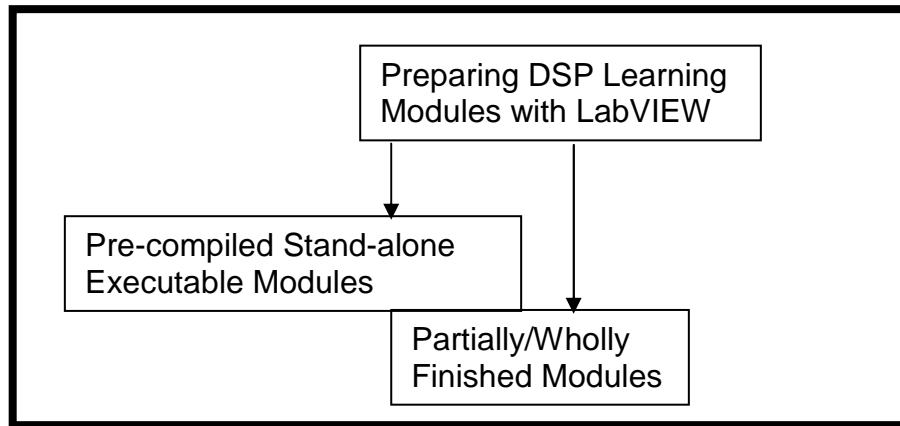 Preparing DSP Learning
Modules with LabVIEW
Pre-compiled Stand-alone
Executable Modules
Partially/Wholly
Finished Modules